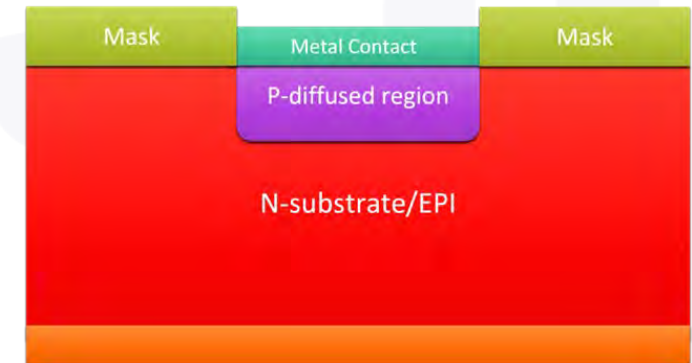 Mask
Metal Contact
Mask
P-diffused region
N-substrate/EPI